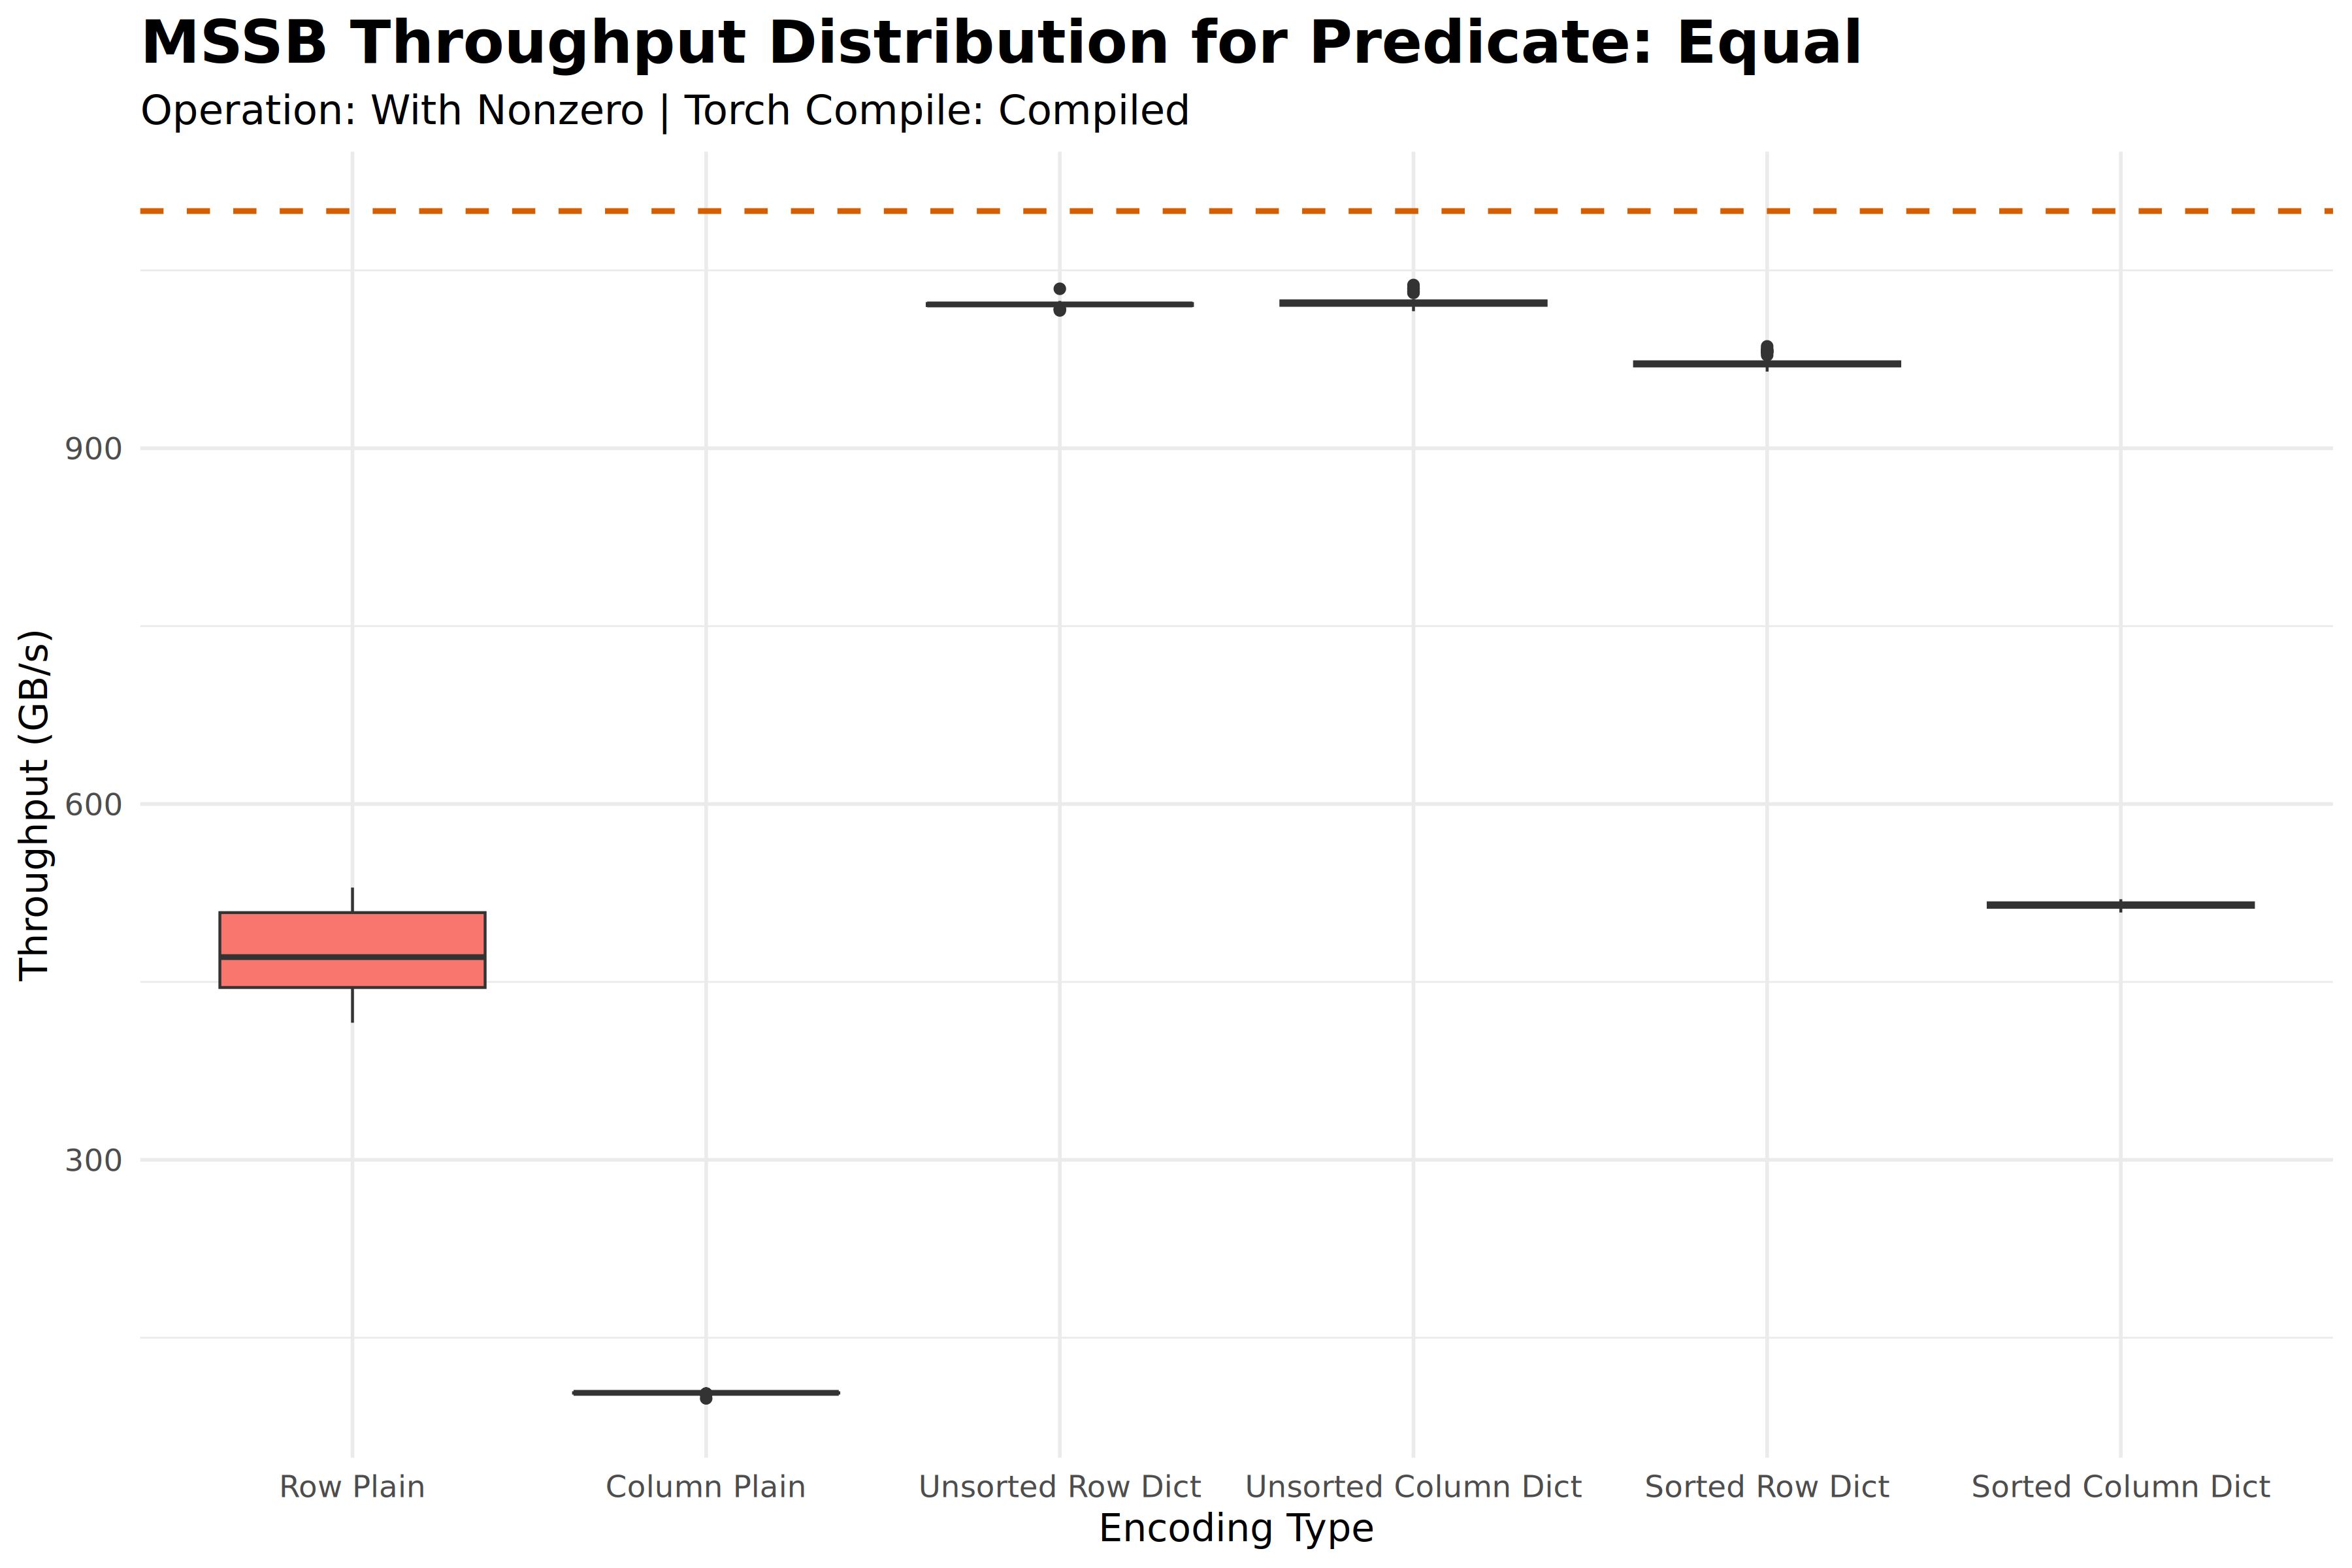 MSSB Throughput Distribution for Predicate: Equal
Operation: With Nonzero | Torch Compile: Compiled
Throughput (GB/s)
900
600
300
Row Plain
Column Plain
Unsorted Row Dict
Unsorted Column Dict
Sorted Row Dict
Sorted Column Dict
Encoding Type